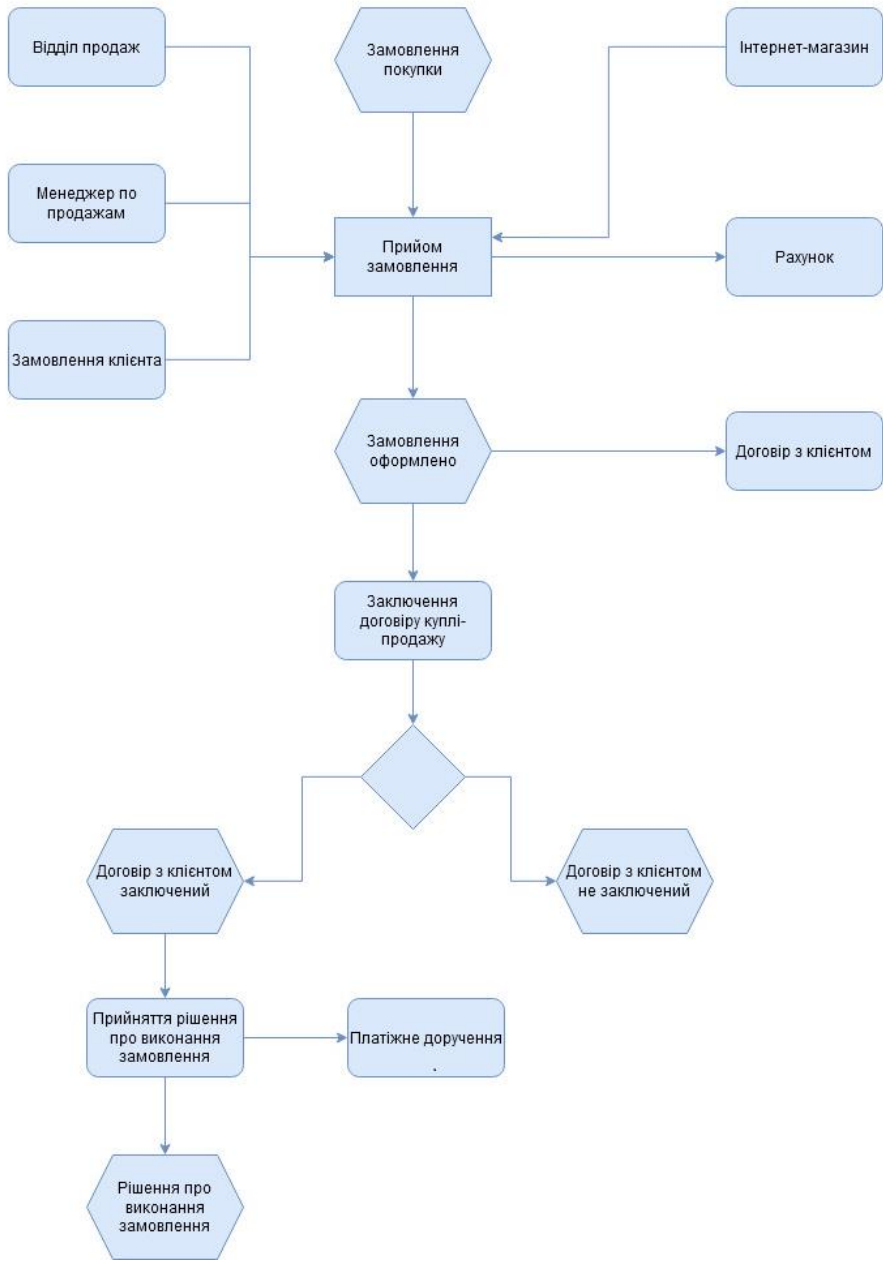 Відділ продаж
Замовлення
покупки
Інтернет-магазин
Менеджер по
продажам
Прийом
замовлення
Рахунок
Замовлення клієнта
Замовлення
оформлено
Договір з клієнтом
Заключення
договіру куплі-
продажу
Договір з клієнтом
заключений
Договір з клієнтом
не заключений
Прийняття рішення
про виконання
замовлення
Платіжне доручення
.
Рішення про
виконання
замовлення